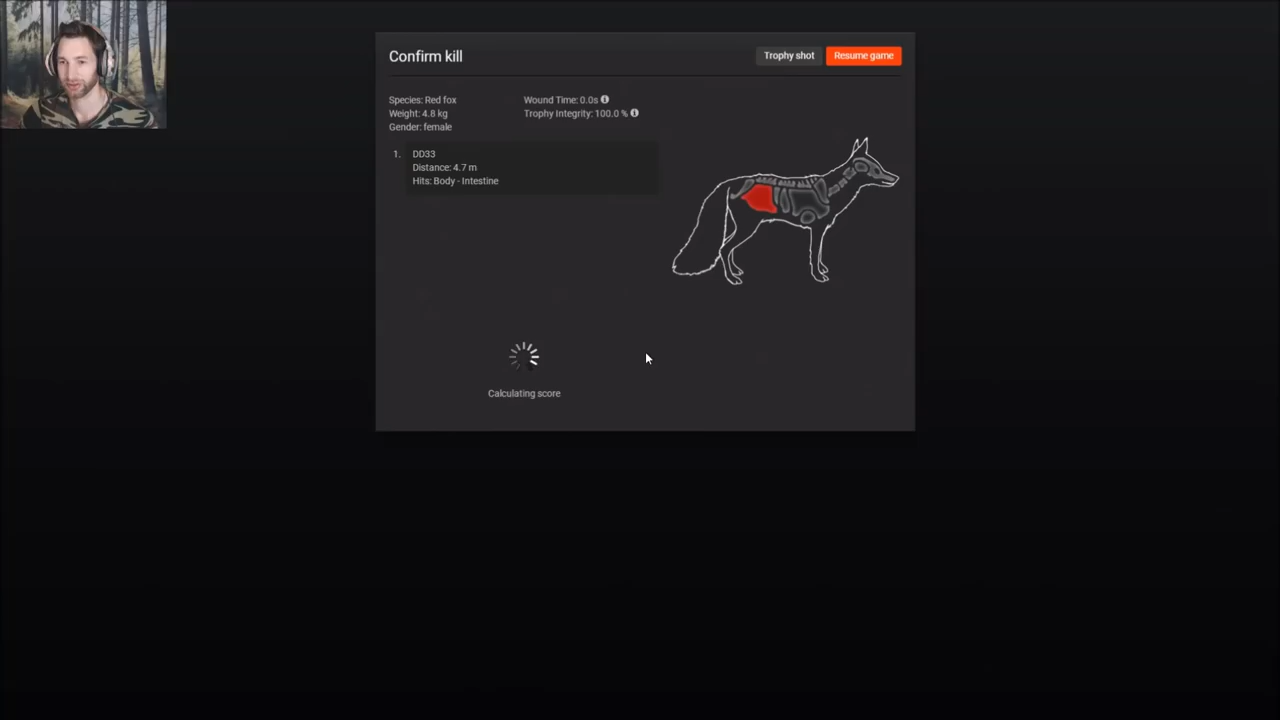 Confirm kill
Trophy shot
Resume game
Species: Red fox
Weight: 4.8 kg
Gender: female
Wound Time: 0.0s
Trophy Integrity: 100.0 %
1. DD33
Distance: 4.7 m
Hits: Body - Intestine
Calculating score